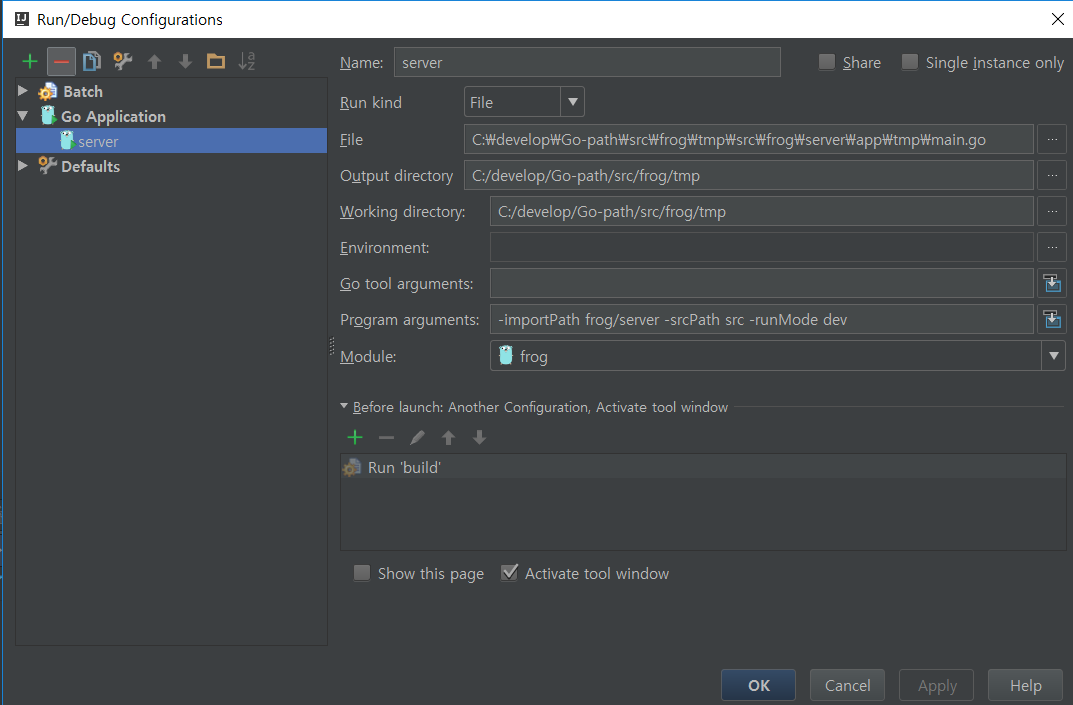 Run/Debug Configurations
Batch
Go Application
server
Defaults
Name: server Share Single instance only
Run kind File
File C:₩develop₩Go-path₩src₩frog₩tmp₩src₩frog₩server₩app₩tmp₩main.go ...
Output directory C:/develop/Go-path/src/frog/tmp ...
Working directory: C:/develop/Go-path/src/frog/tmp ...
Environment: ...
Go tool arguments:
Program arguments: -importPath frog/server -srcPath src -runMode dev
Module: frog
Before launch: Another Configuration, Activate tool window
Run 'build'
Show this page Activate tool window
OK Cancel Apply Help